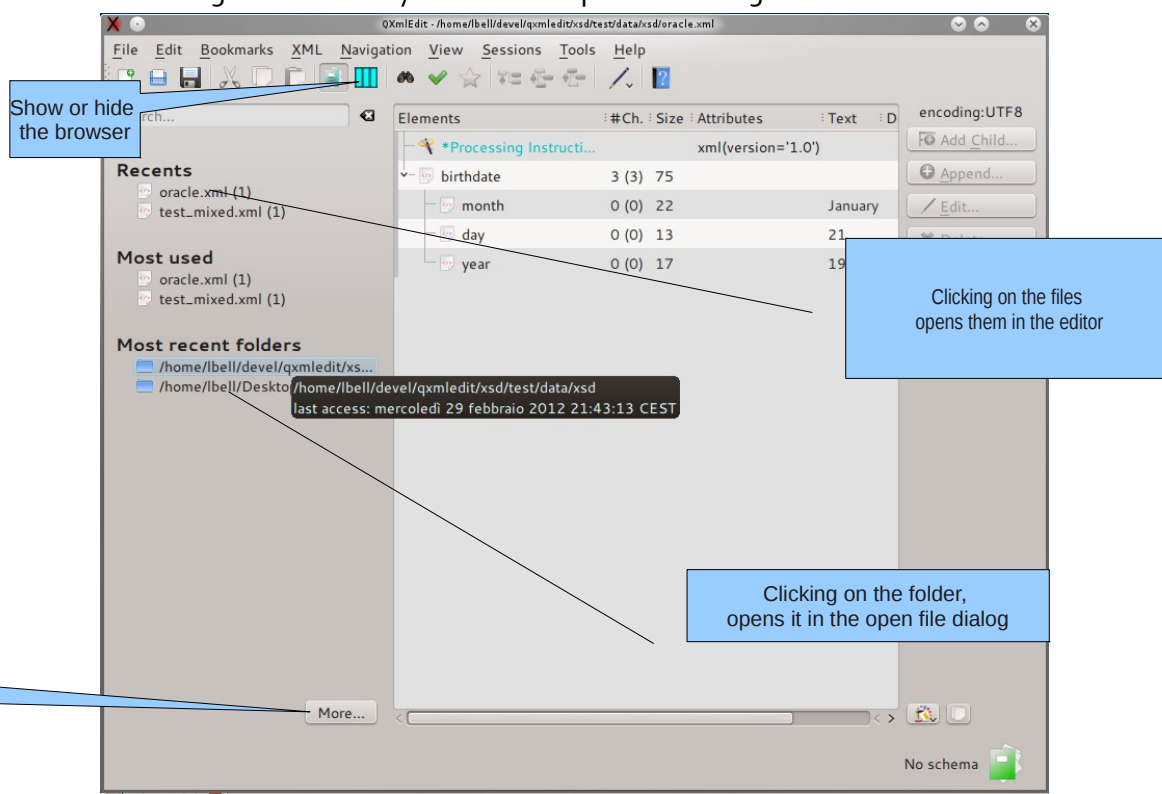 QXmlEdit - /home/lbell/devel/qxmledit/xsd/test/data/xsd/oracle.xml
File Edit Bookmarks XML Navigation View Sessions Tools Help
Show or hide
the browser
Elements #Ch. Size Attributes Text D
encoding:UTF8
*Processing Instructi... xml(version='1.0')
Add Child...
Recents
birthdate 3 (3) 75
Append...
oracle.xml (1)
test_mixed.xml (1)
month 0 (0) 22 January
Edit...
day 0 (0) 13 21
Most used
year 0 (0) 17 19
oracle.xml (1)
test_mixed.xml (1)
Clicking on the files
opens them in the editor
Most recent folders
/home/lbell/devel/qxmledit/xs...
/home/lbell/Deskto
/home/lbell/devel/qxmledit/xsd/test/data/xsd
last access: mercoledì 29 febbraio 2012 21:43:13 CEST
Clicking on the folder,
opens it in the open file dialog
More...
No schema